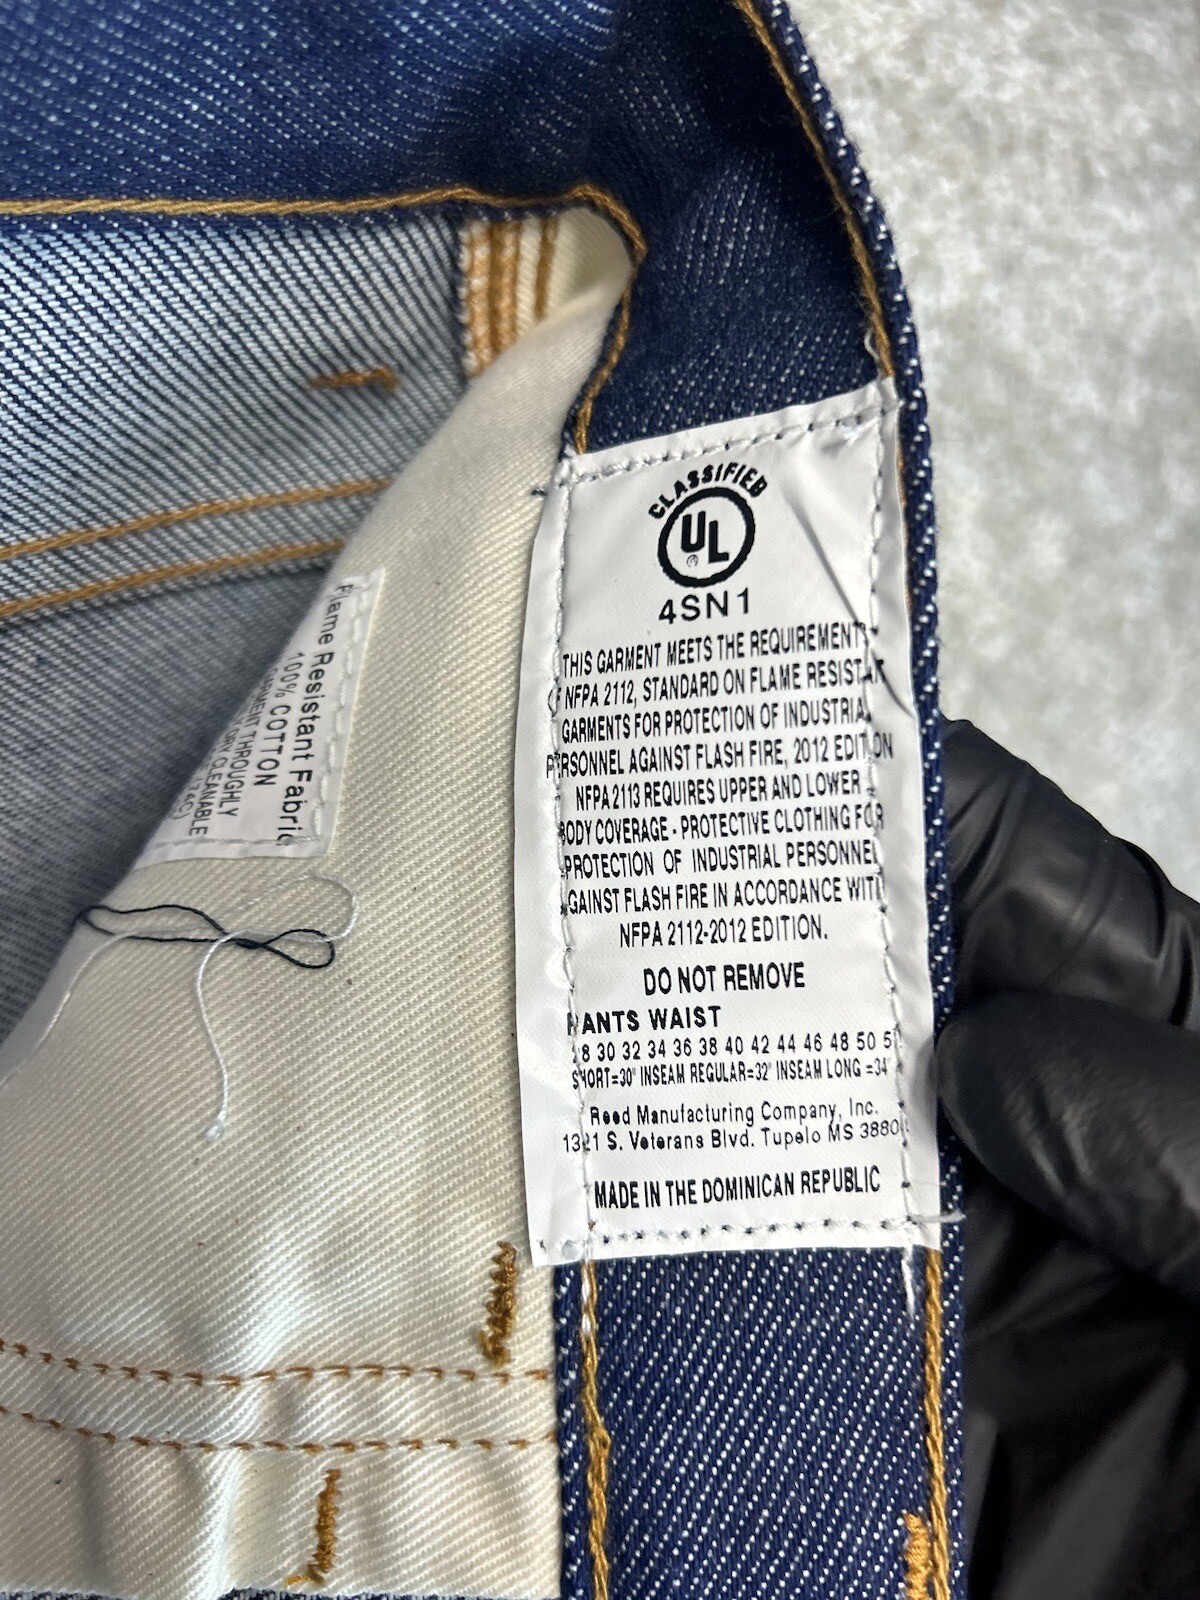 CLASSIFIED
UL
®
4SN1
THIS GARMENT MEETS THE REQUIREMENTS
OF NFPA 2112, STANDARD ON FLAME RESISTANT
GARMENTS FOR PROTECTION OF INDUSTRIAL
PERSONNEL AGAINST FLASH FIRE, 2012 EDITION
NFPA 2113 REQUIRES UPPER AND LOWER
BODY COVERAGE - PROTECTIVE CLOTHING FOR
PROTECTION OF INDUSTRIAL PERSONNEL
AGAINST FLASH FIRE IN ACCORDANCE WITH
NFPA 2112-2012 EDITION.
DO NOT REMOVE
PANTS WAIST
28 30 32 34 36 38 40 42 44 46 48 50
SHORT=30" INSEAM REGULAR=32" INSEAM LONG =34"
Reed Manufacturing Company, Inc.
1321 S. Veterans Blvd. Tupelo MS
MADE IN THE DOMINICAN REPUBLIC
Flame Resistant Fabric
100% COTTON
THROUGHLY